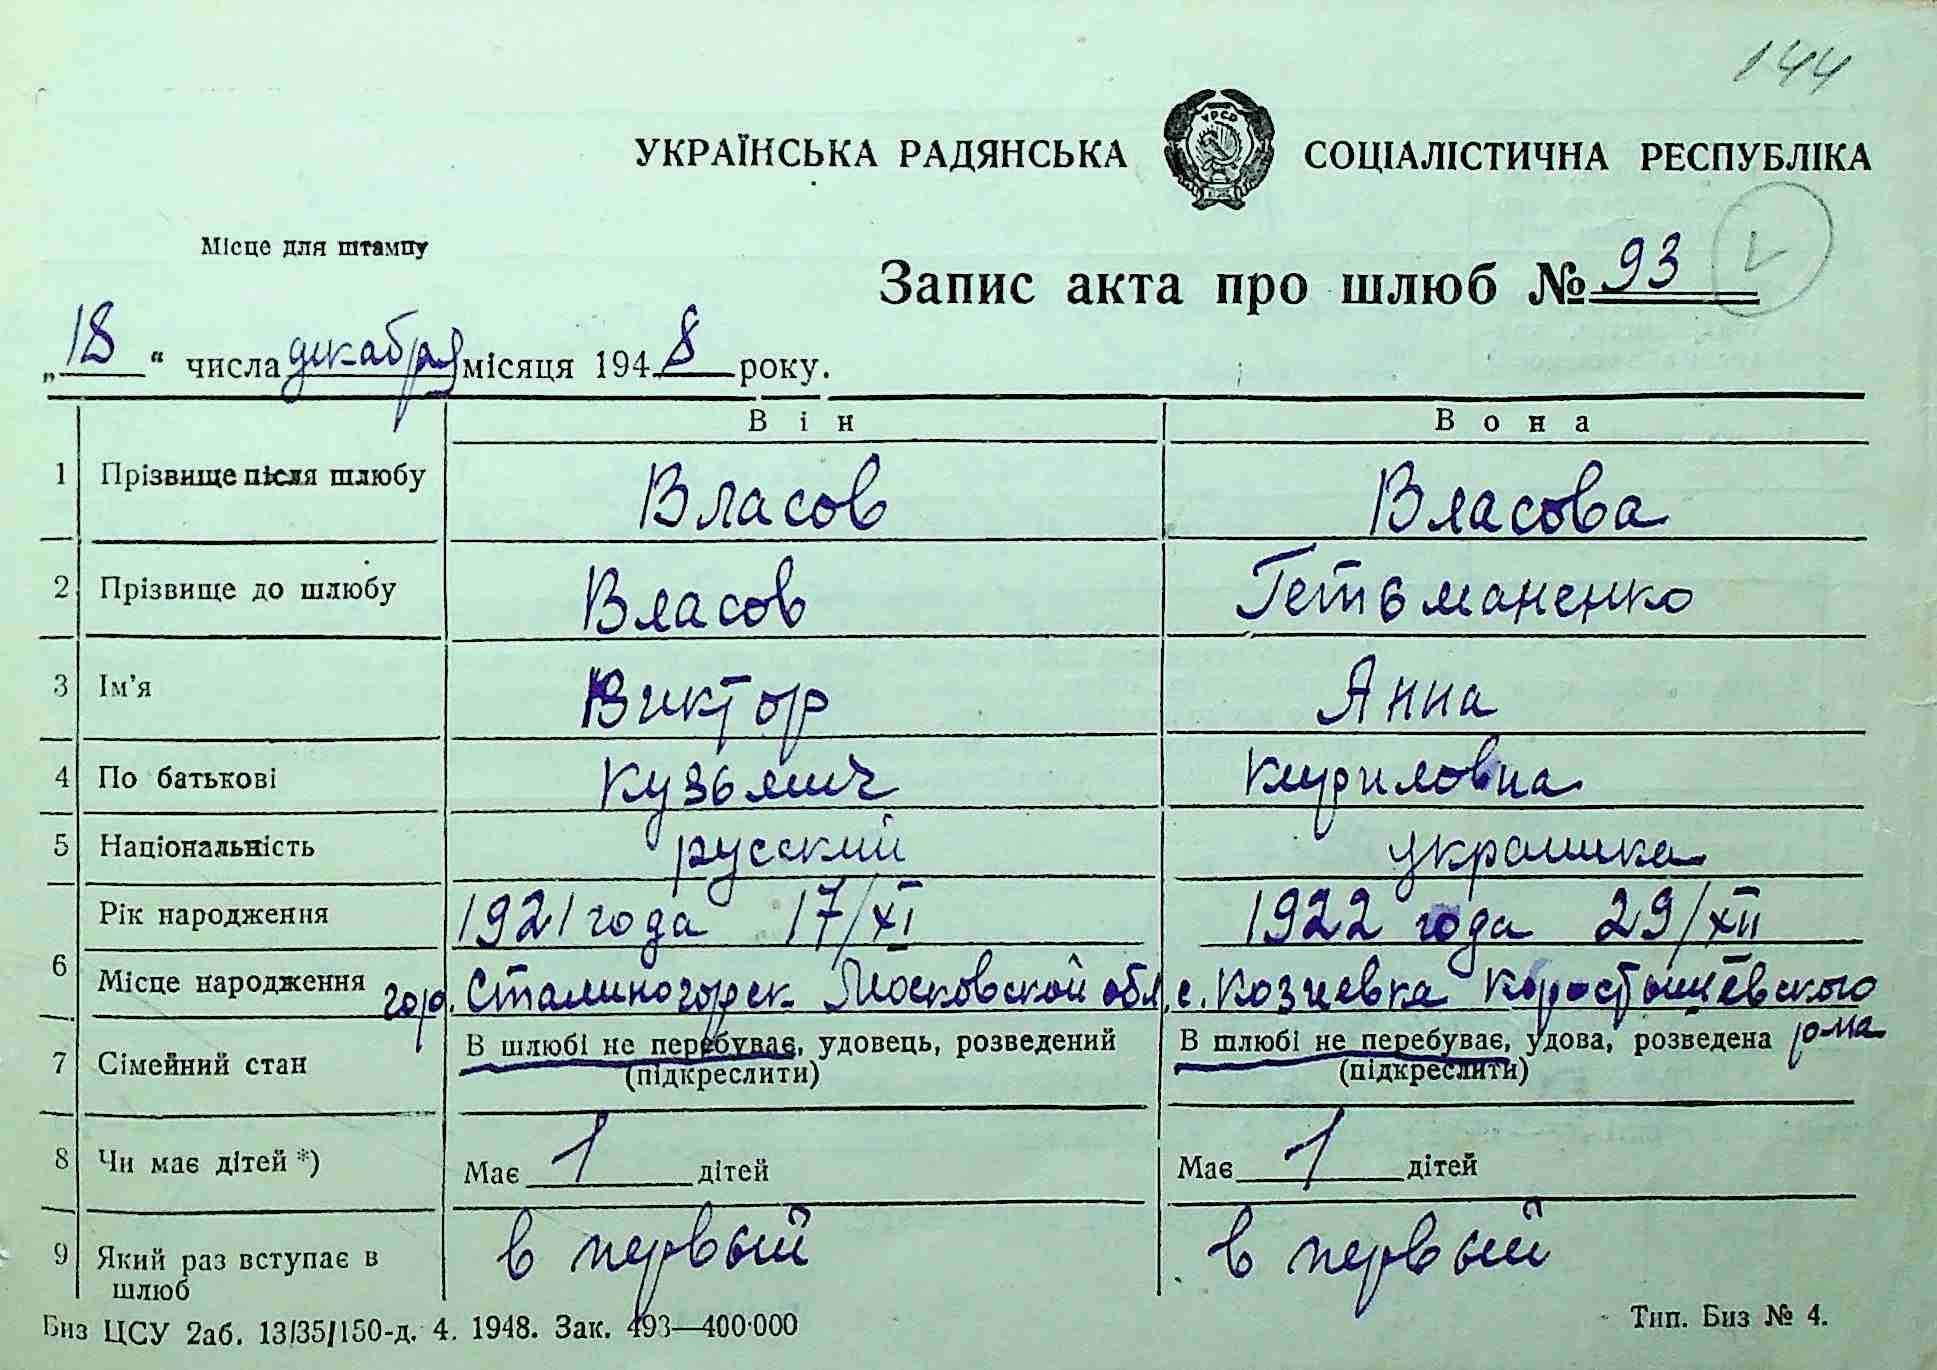 144
УКРАЇНСЬКА РАДЯНСЬКА СОЦІАЛІСТИЧНА РЕСПУБЛІКА
УРСР
Місце для штампу
Запис акта про шлюб № 93
„18“ числа декабря місяця 1948 року.
Він Вона
1 Прізвище після шлюбу Власов Власова
2 Прізвище до шлюбу Власов Гетьманенко
3 Ім’я Виктор Анна
4 По батькові Кузьмич Кириловна
5 Національність русский украинка
Рік народження 1921 года 17/XI 1922 года 29/XII
6 Місце народження гор. Сталиногорск Московской обл. с. Козиевка Коростышевского р-на
7 Сімейний стан В шлюбі не перебуває, удовець, розведений В шлюбі не перебуває, удова, розведена
(підкреслити) (підкреслити)
8 Чи має дітей *) Має 1 дітей Має 1 дітей
9 Який раз вступає в в первый в первый
шлюб
Биз ЦСУ 2аб. 13/35/150-д. 4. 1948. Зак. 493—400·000 Тип. Биз № 4.